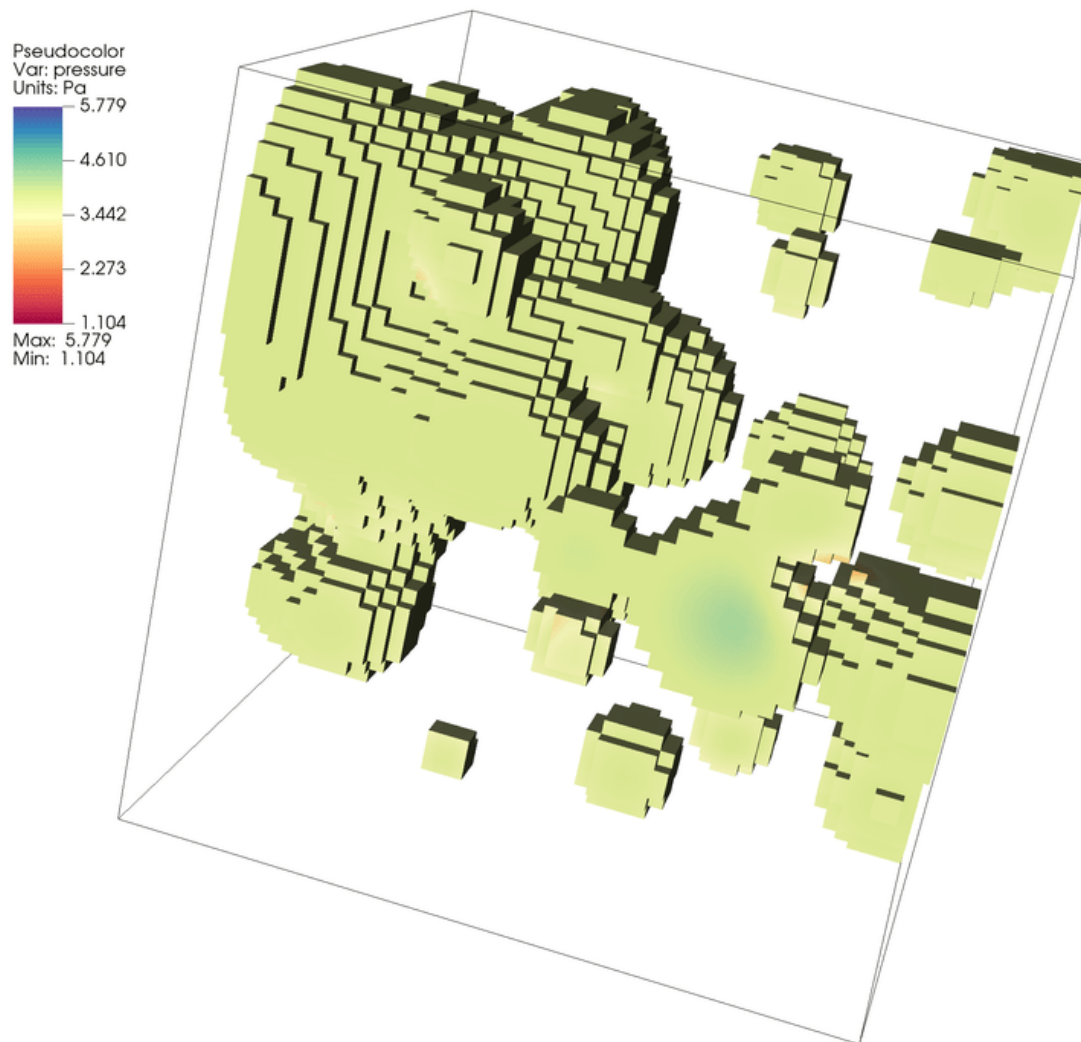 Pseudocolor
Var: pressure
Units: Pa
5.779
4.610
3.442
2.273
1.104
Max: 5.779
Min: 1.104